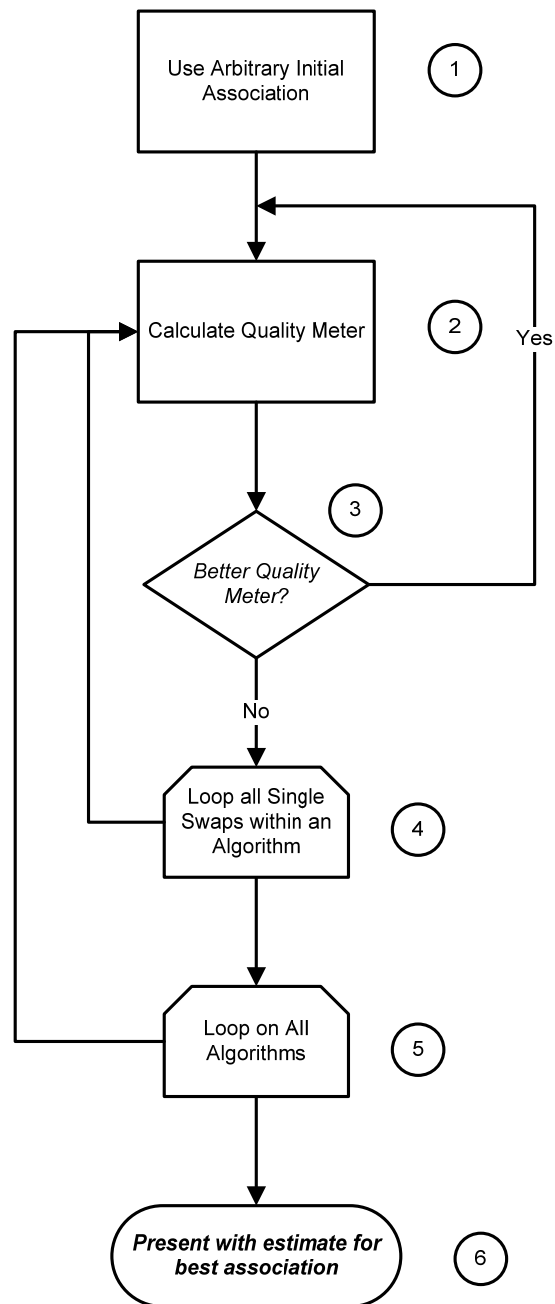 Use Arbitrary Initial
Association
1
Calculate Quality Meter
2
Yes
3
Better Quality
Meter?
No
Loop all Single
Swaps within an
Algorithm
4
Loop on All
Algorithms
5
Present with estimate for
best association
6